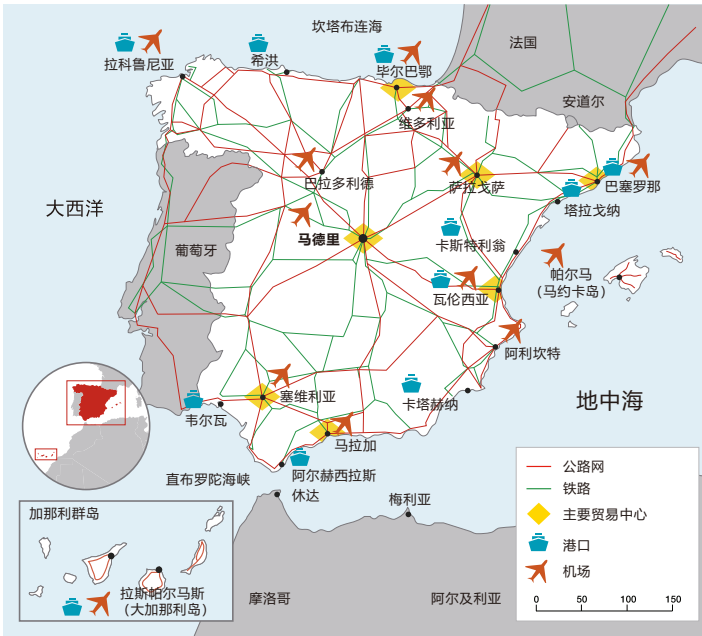 坎塔布连海
法国
拉科鲁尼亚
希洪
毕尔巴鄂
安道尔
维多利亚
巴拉多利德
萨拉戈萨
巴塞罗那
塔拉戈纳
大西洋
马德里
葡萄牙
卡斯特利翁
帕尔马
（马约卡岛）
瓦伦西亚
阿利坎特
塞维利亚
卡塔赫纳
地中海
韦尔瓦
马拉加
直布罗陀海峡
阿尔赫西拉斯
休达
梅利亚
加那利群岛
拉斯帕尔马斯
（大加那利岛）
摩洛哥
阿尔及利亚
公路网
铁路
主要贸易中心
港口
机场
0 50 100 150